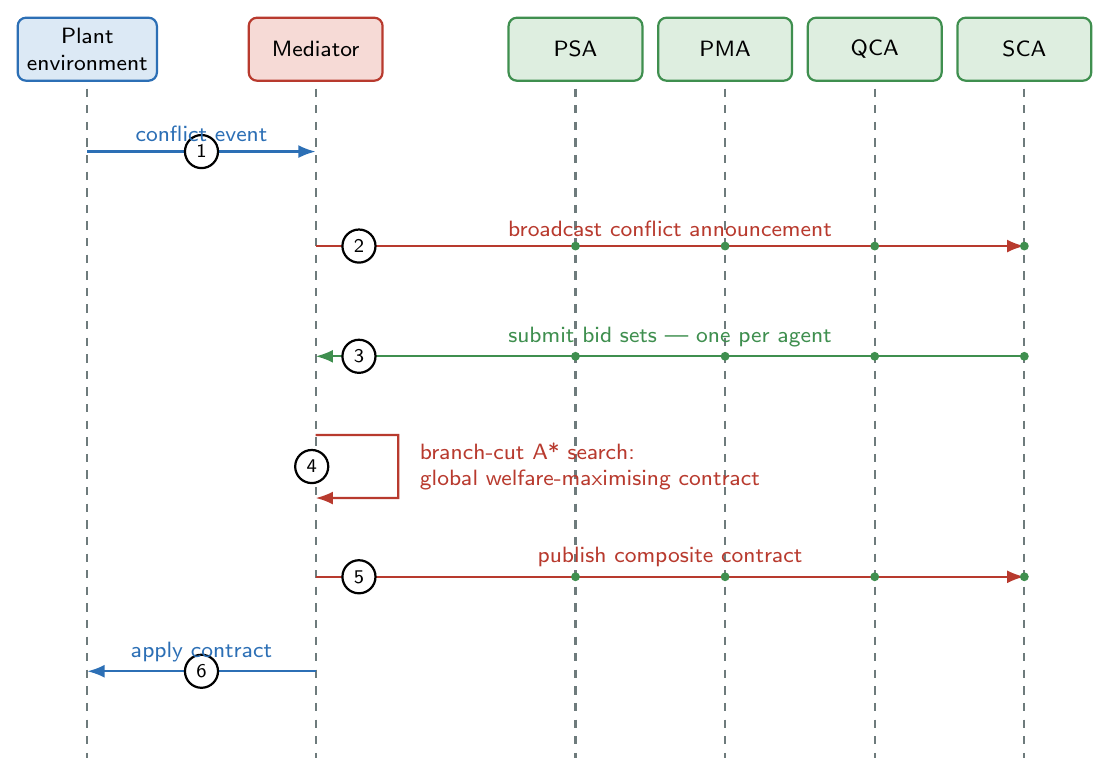 Plant
environment
Mediator
PSA
PMA
QCA
SCA
conflict event
1
broadcast conflict announcement
2
submit bid sets — one per agent
3
branch-cut A* search:
4
global welfare-maximising contract
publish composite contract
5
apply contract
6